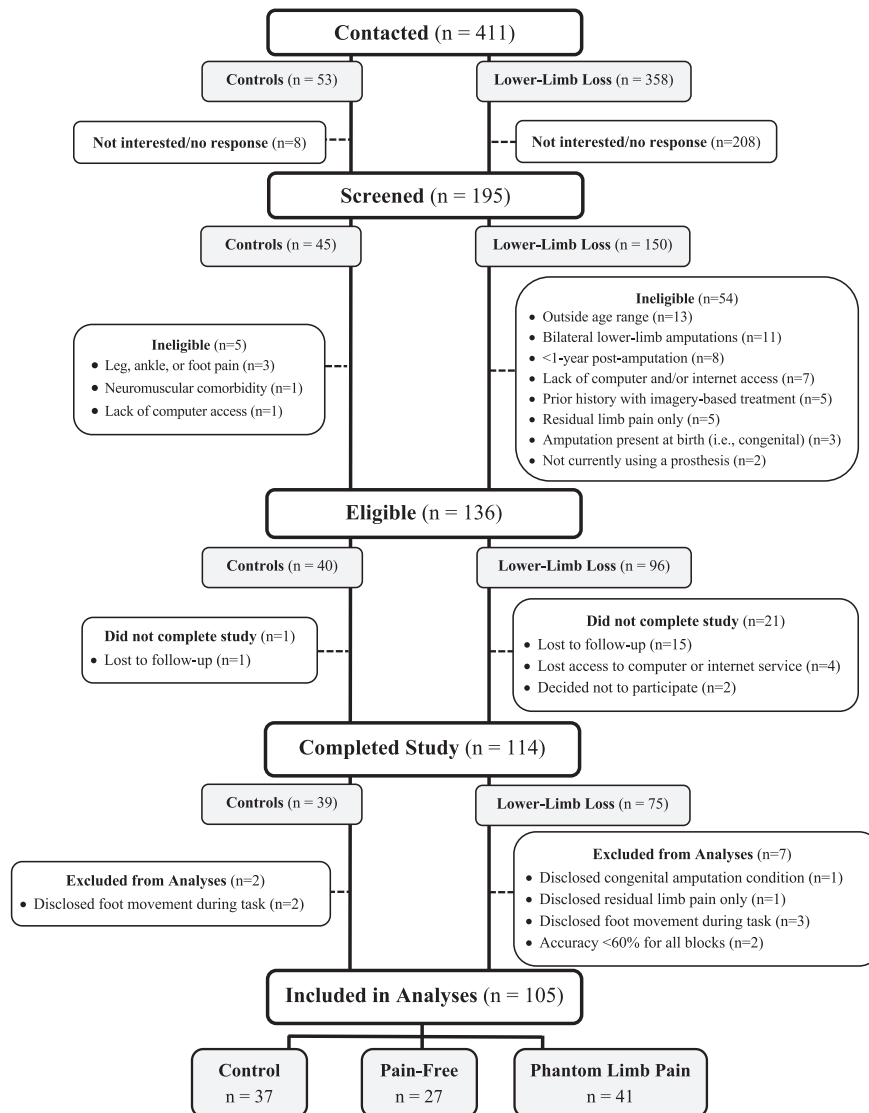 Contacted (n = 411)
Controls (n = 53)
Lower-Limb Loss (n = 358)
Not interested/no response (n=8)
Not interested/no response (n=208)
Screened (n = 195)
Controls (n = 45)
Lower-Limb Loss (n = 150)
Ineligible (n=5)
• Leg, ankle, or foot pain (n=3)
• Neuromuscular comorbidity (n=1)
• Lack of computer access (n=1)
Ineligible (n=54)
• Outside age range (n=13)
• Bilateral lower-limb amputations (n=11)
• <1-year post-amputation (n=8)
• Lack of computer and/or internet access (n=7)
• Prior history with imagery-based treatment (n=5)
• Residual limb pain only (n=5)
• Amputation present at birth (i.e., congenital) (n=3)
• Not currently using a prosthesis (n=2)
Eligible (n = 136)
Controls (n = 40)
Lower-Limb Loss (n = 96)
Did not complete study (n=1)
• Lost to follow-up (n=1)
Did not complete study (n=21)
• Lost to follow-up (n=15)
• Lost access to computer or internet service (n=4)
• Decided not to participate (n=2)
Completed Study (n = 114)
Controls (n = 39)
Lower-Limb Loss (n = 75)
Excluded from Analyses (n=2)
• Disclosed foot movement during task (n=2)
Excluded from Analyses (n=7)
• Disclosed congenital amputation condition (n=1)
• Disclosed residual limb pain only (n=1)
• Disclosed foot movement during task (n=3)
• Accuracy <60% for all blocks (n=2)
Included in Analyses (n = 105)
Control
n = 37
Pain-Free
n = 27
Phantom Limb Pain
n = 41